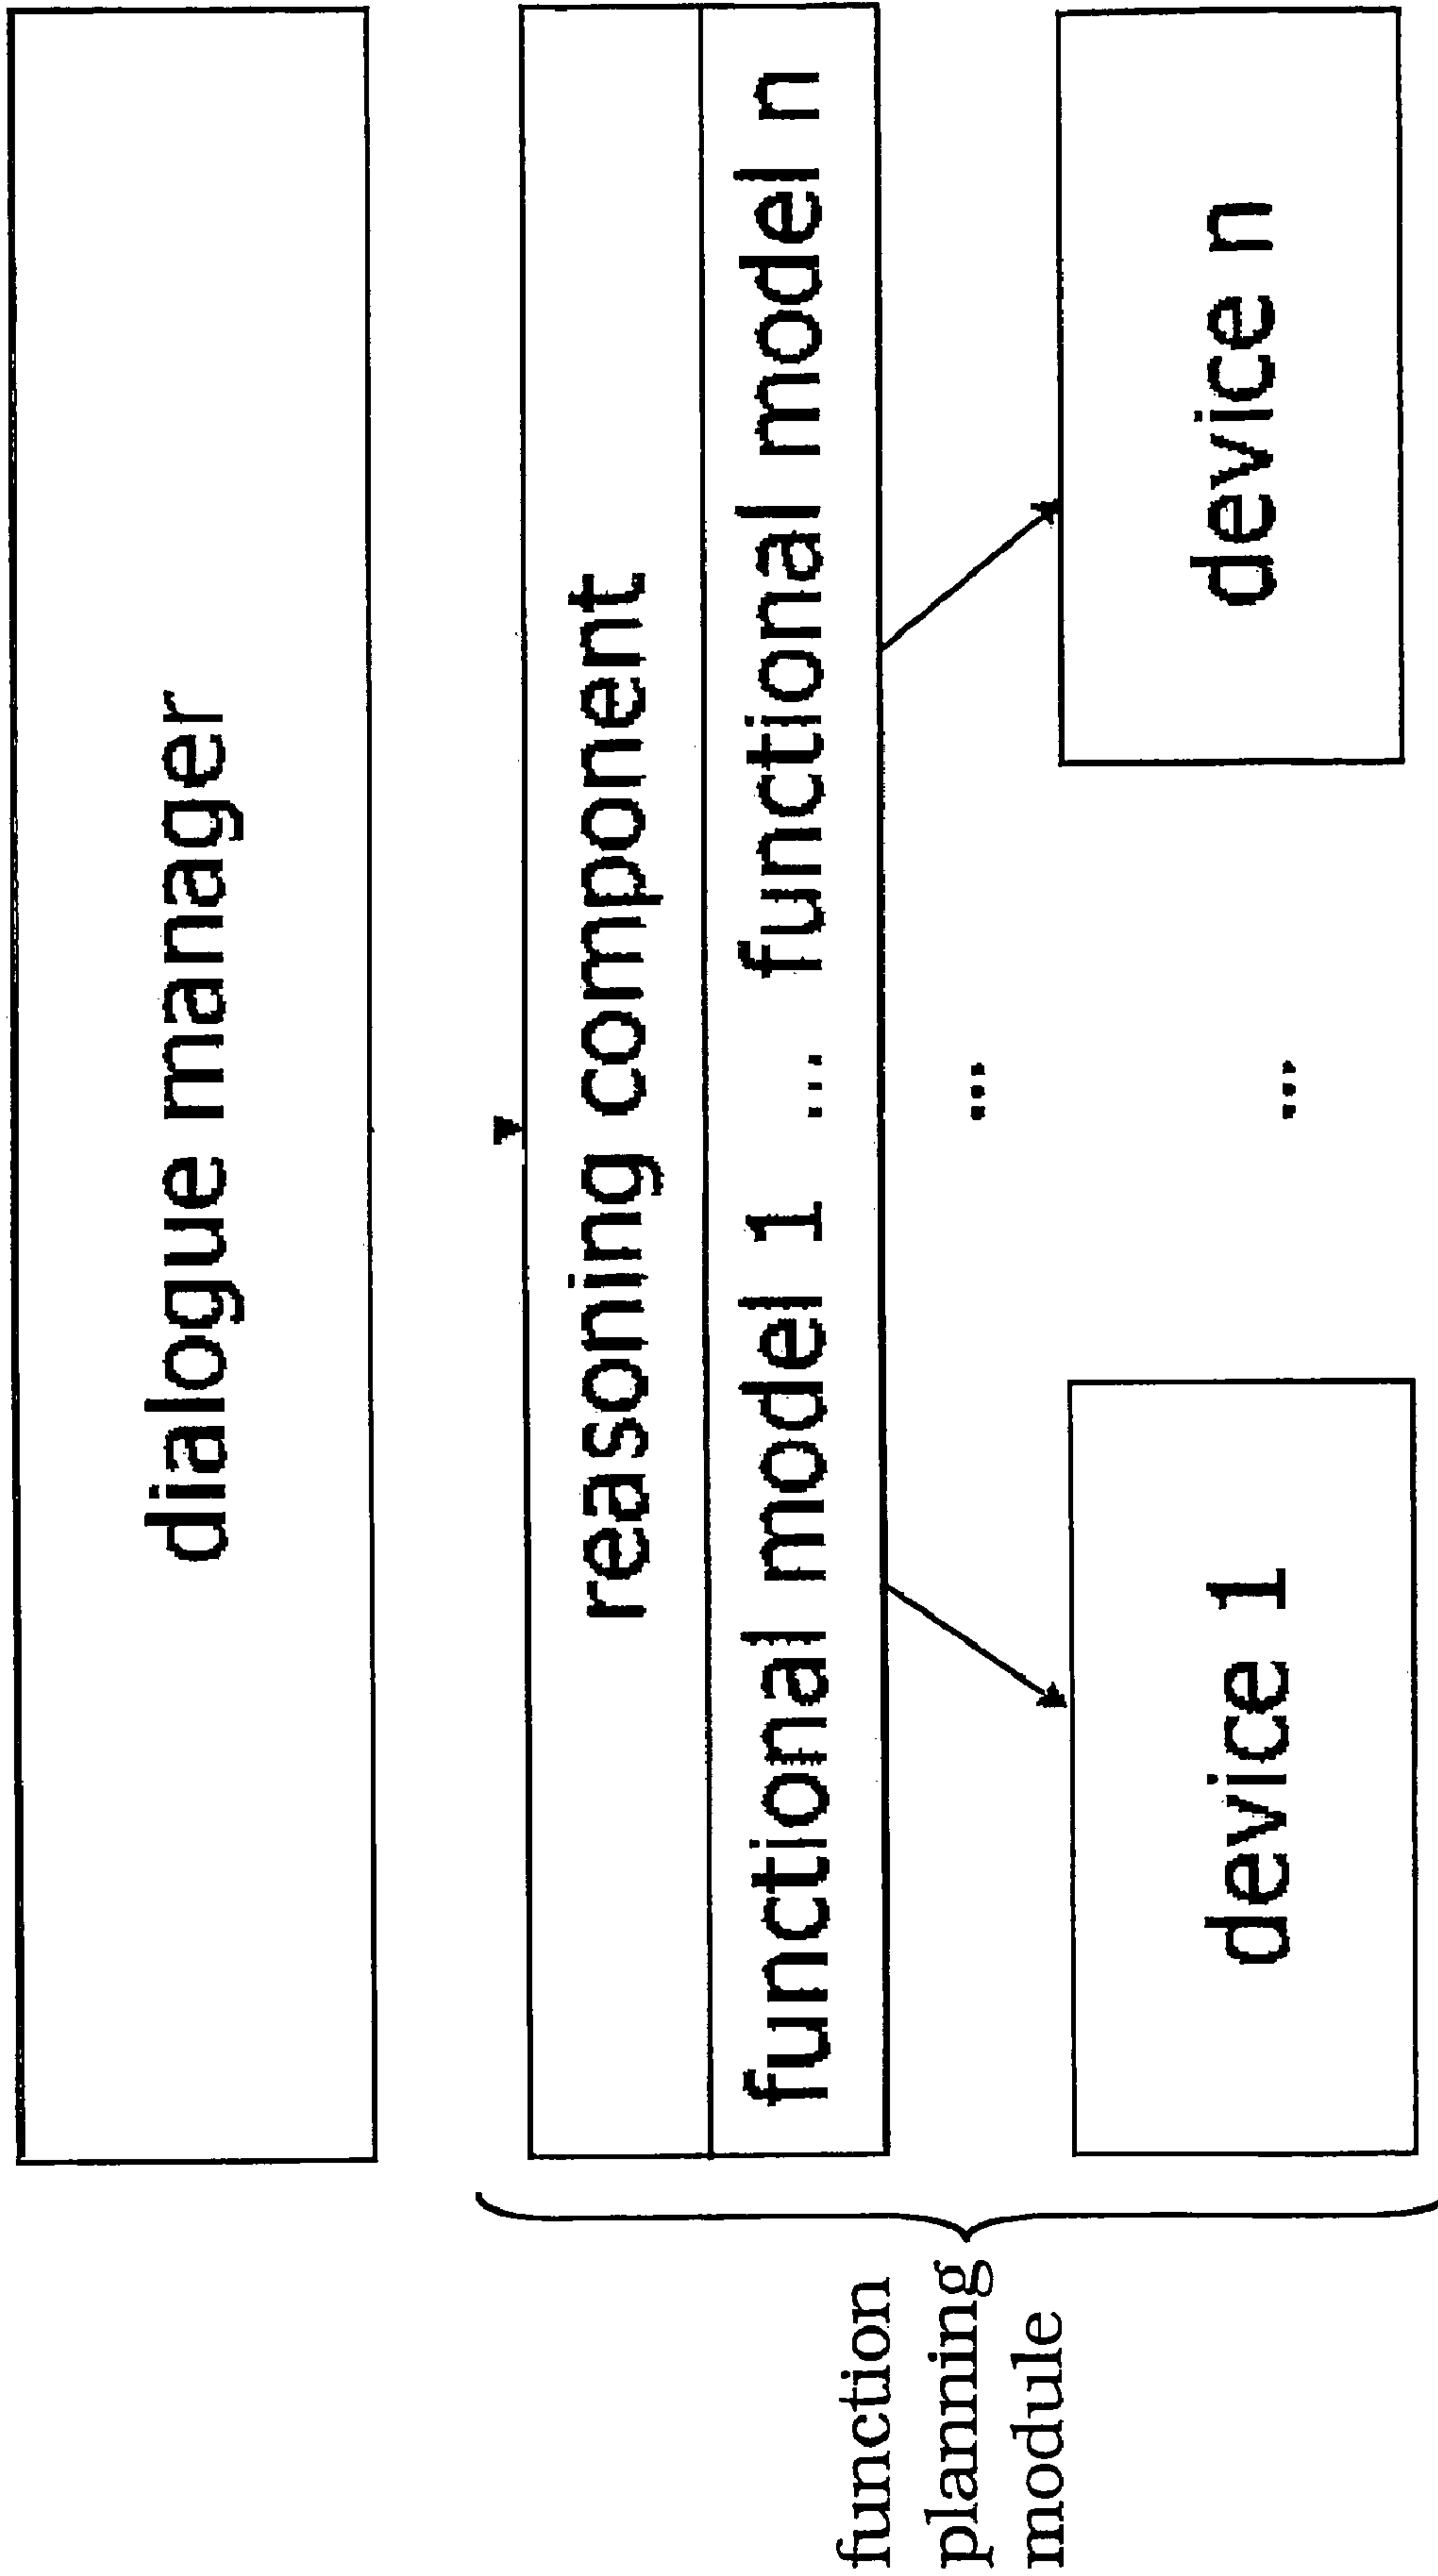 dialogue manager
reasoning component
functional model 1 ... functional model n
...
device 1 ... device n
function
planning
module